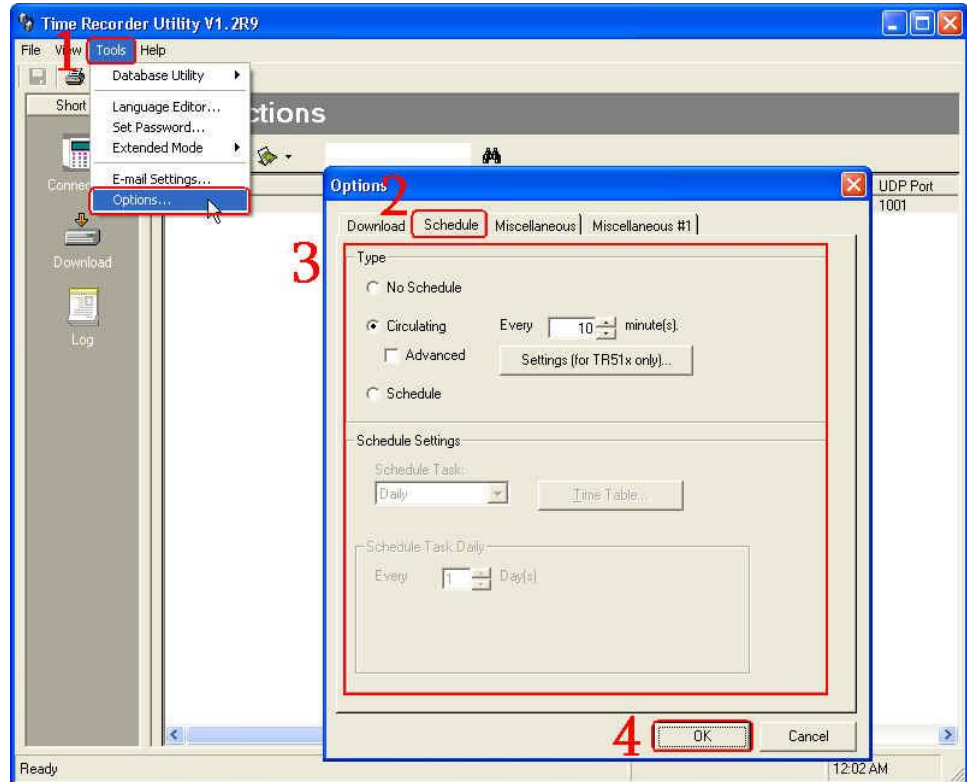 Time Recorder Utility V1.2R9
File View Tools Help
1
Database Utility
Language Editor...
Set Password...
Extended Mode
E-mail Settings...
Options...
Short
ctions
Connec
UDP Port
1001
Download
Log
Options
2
Download Schedule Miscellaneous Miscellaneous #1
3
Type
No Schedule
Circulating Every 10 minute(s).
Advanced Settings (for TR51x only)...
Schedule
Schedule Settings
Schedule Task:
Daily Time Table...
Schedule Task Daily
Every 1 Day(s)
4
OK Cancel
Ready 12:02 AM